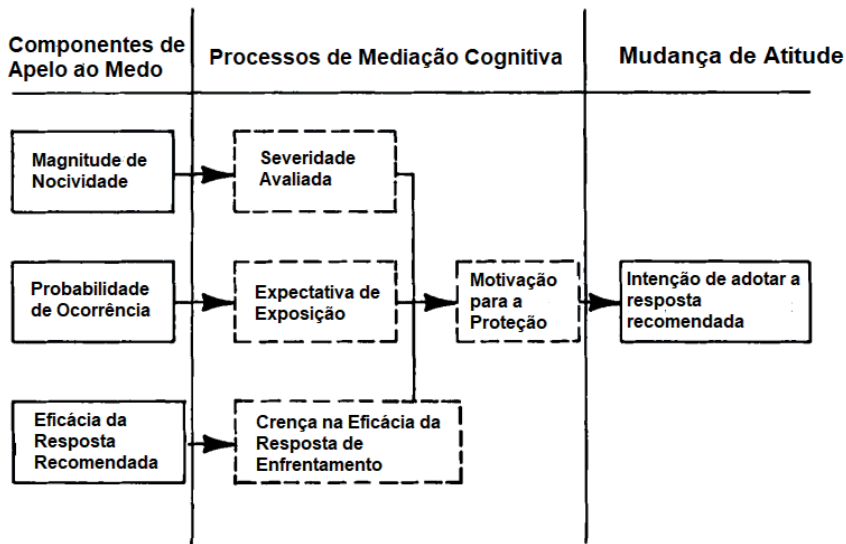 Componentes de
Apelo ao Medo
Processos de Mediação Cognitiva
Mudança de Atitude
Magnitude de
Nocividade
Severidade
Avaliada
Probabilidade
de Ocorrência
Expectativa de
Exposição
Motivação
para a
Proteção
Intenção de adotar a
resposta
recomendada
Eficácia da
Resposta
Recomendada
Crença na Eficácia da
Resposta de
Enfrentamento